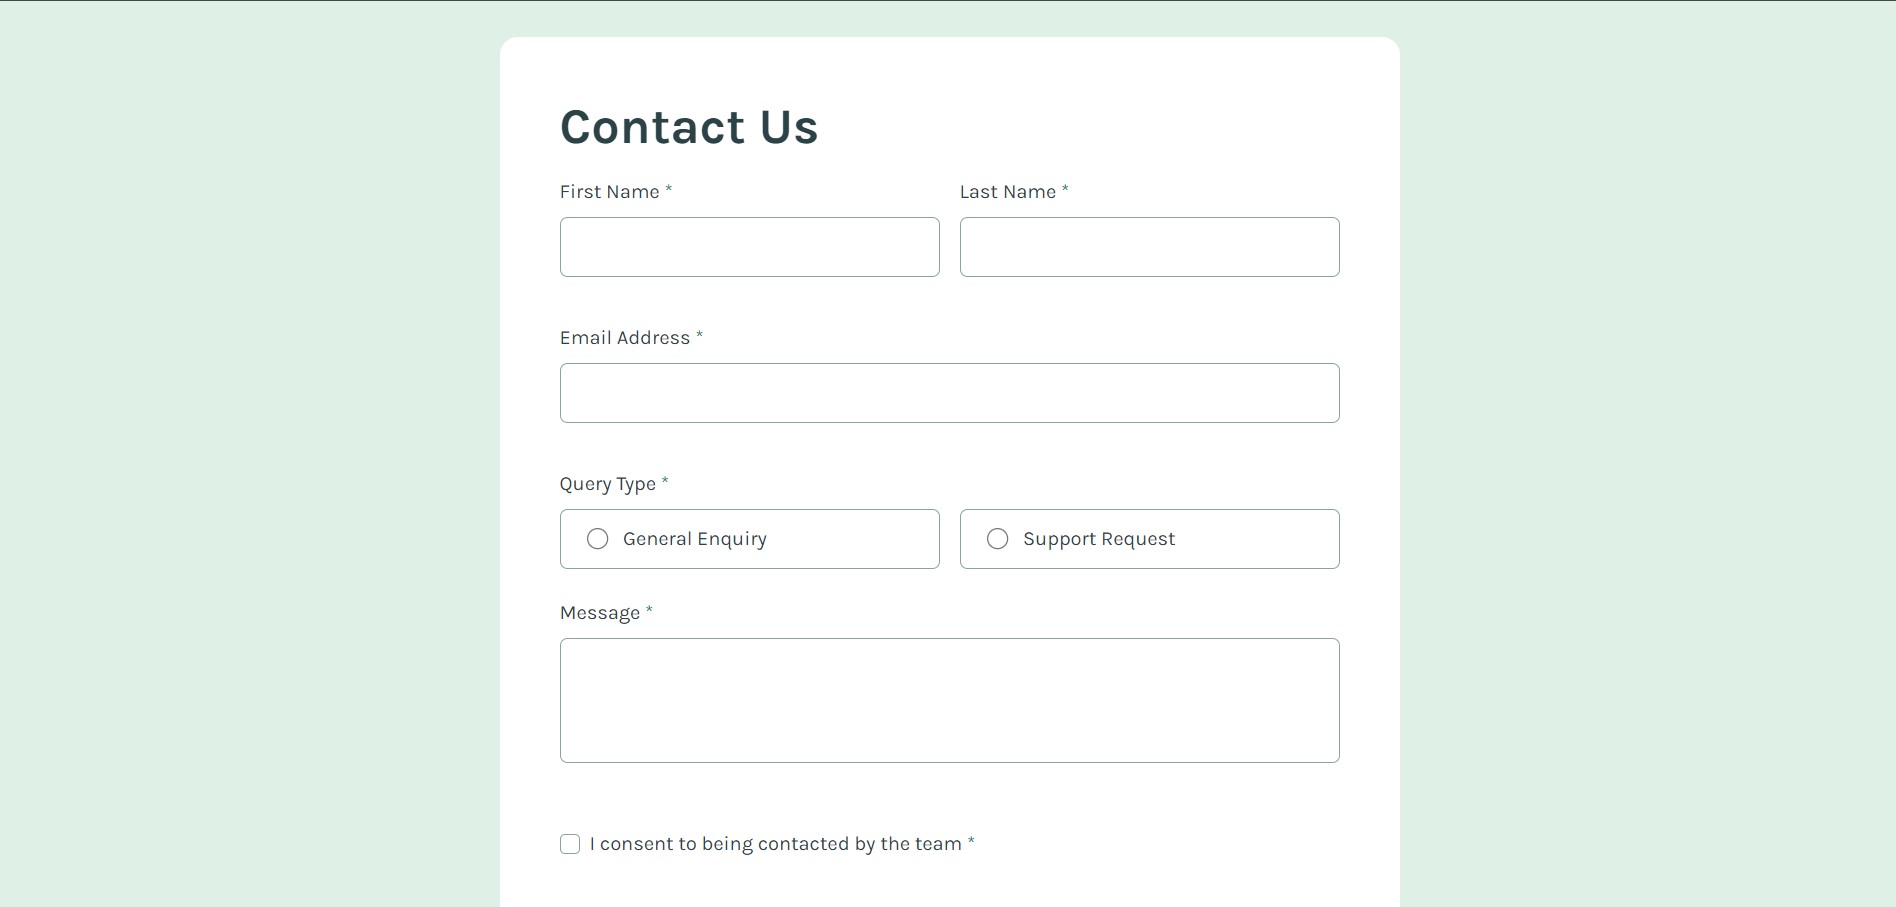 Contact Us
First Name * Last Name *
Email Address *
Query Type *
General Enquiry Support Request
Message *
I consent to being contacted by the team *